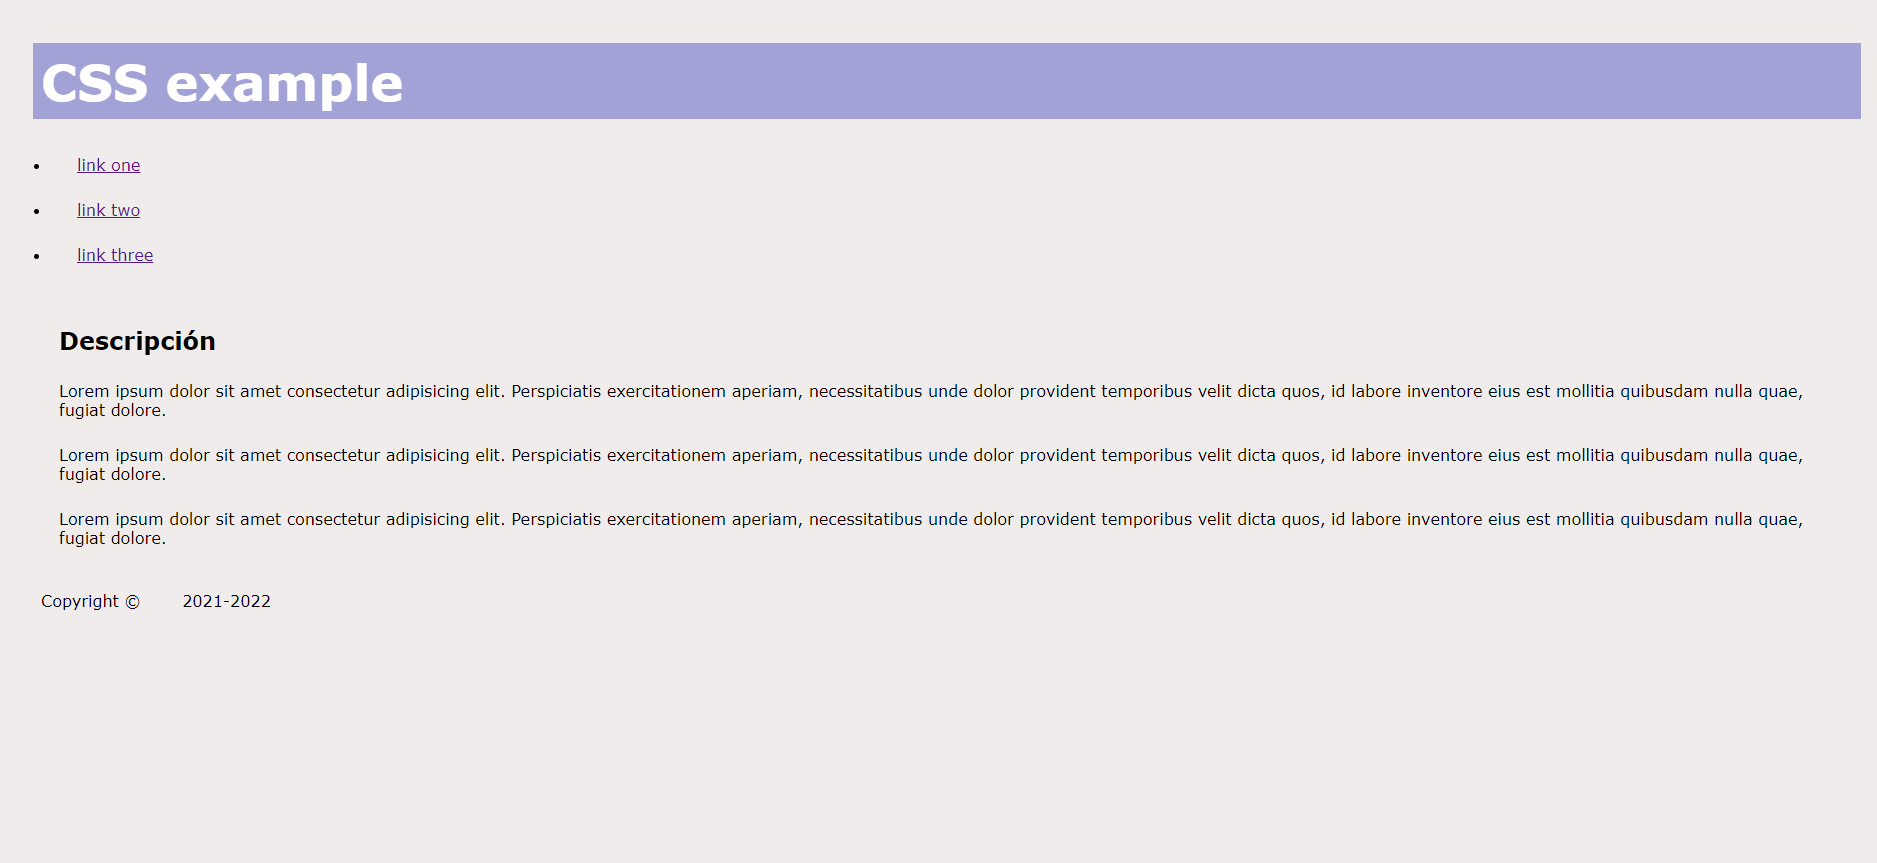 CSS example
link one
link two
link three
Descripción
Lorem ipsum dolor sit amet consectetur adipisicing elit. Perspiciatis exercitationem aperiam, necessitatibus unde dolor provident temporibus velit dicta quos, id labore inventore eius est mollitia quibusdam nulla quae,
fugiat dolore.
Lorem ipsum dolor sit amet consectetur adipisicing elit. Perspiciatis exercitationem aperiam, necessitatibus unde dolor provident temporibus velit dicta quos, id labore inventore eius est mollitia quibusdam nulla quae,
fugiat dolore.
Lorem ipsum dolor sit amet consectetur adipisicing elit. Perspiciatis exercitationem aperiam, necessitatibus unde dolor provident temporibus velit dicta quos, id labore inventore eius est mollitia quibusdam nulla quae,
fugiat dolore.
Copyright © 2021-2022